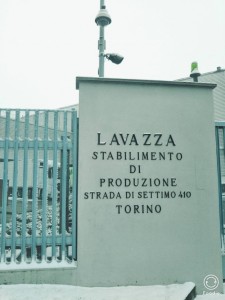 LAVAZZA
STABILIMENTO
DI
PRODUZIONE
STRADA DI SETTIMO 410
TORINO